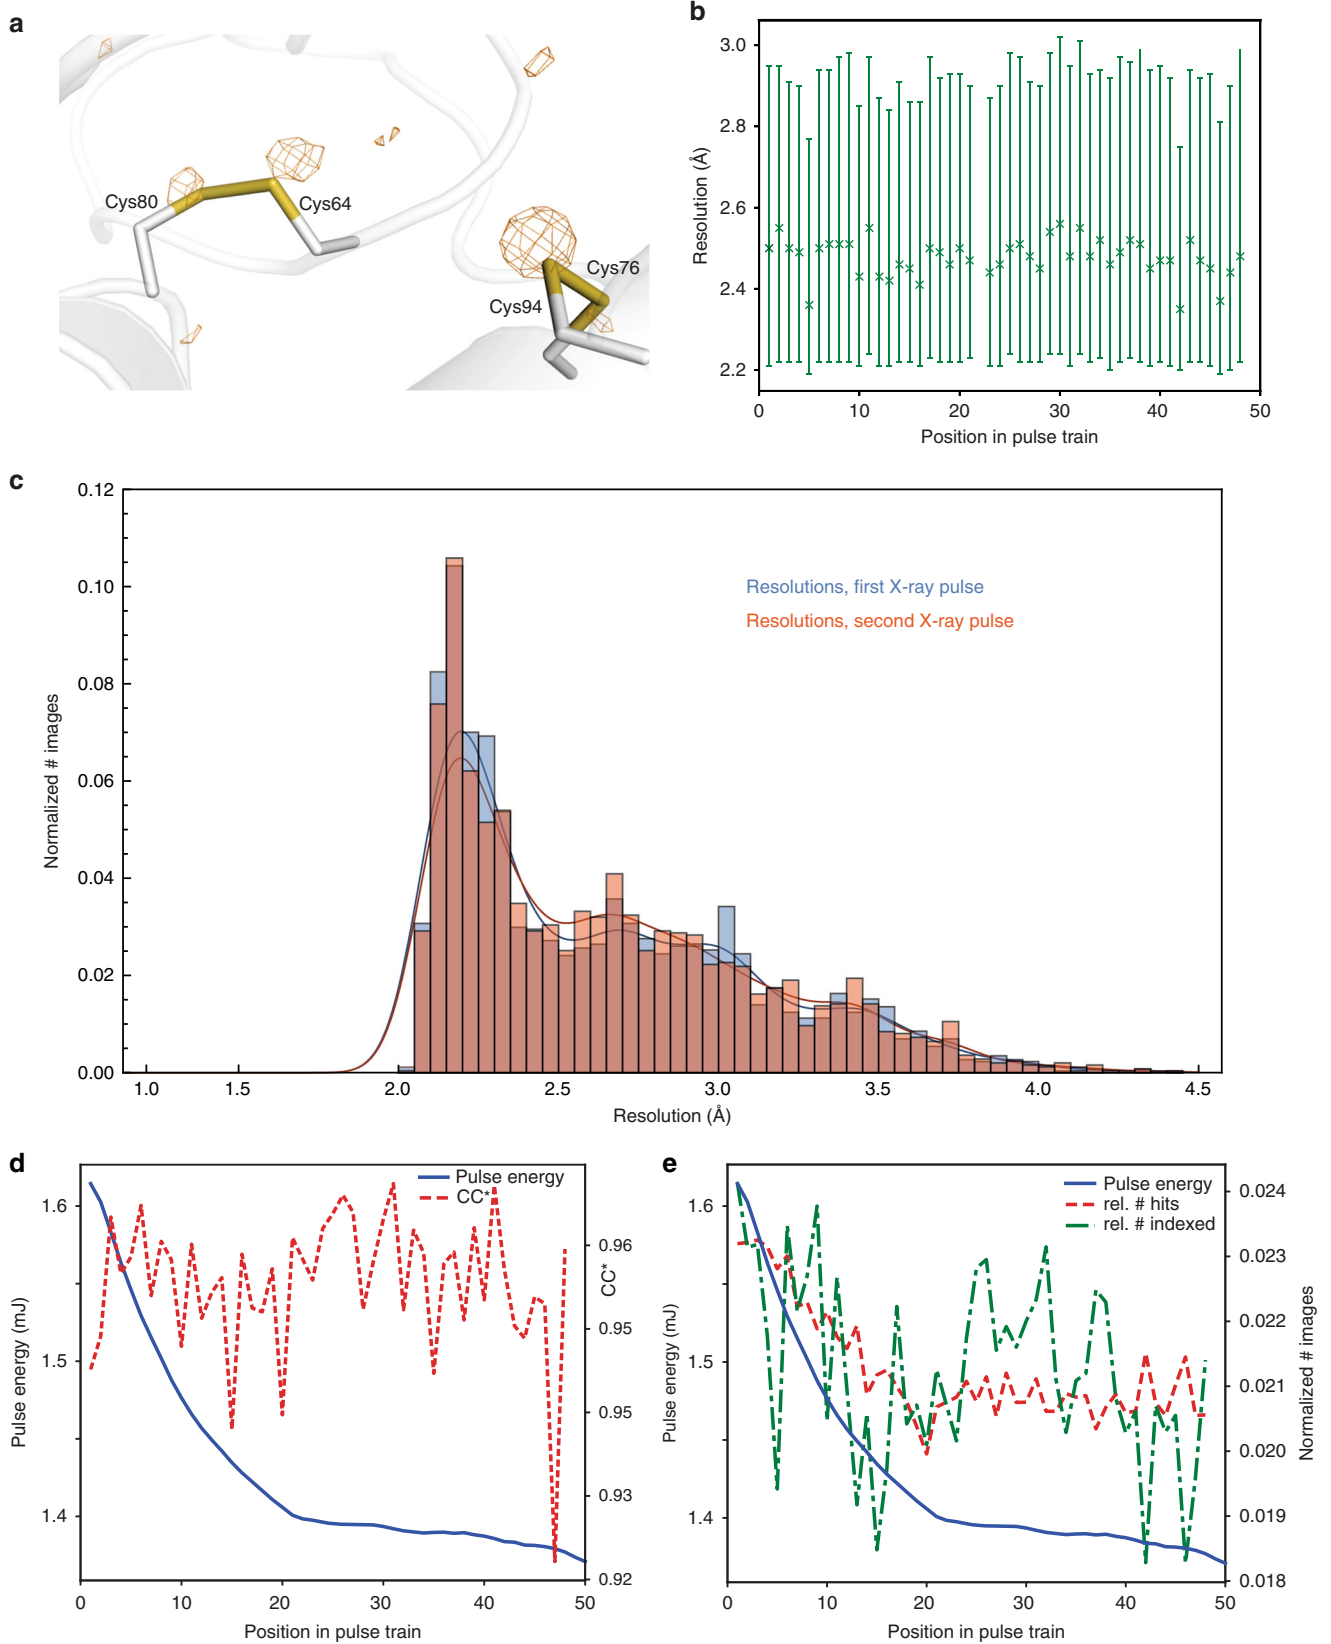 a
Cys80
Cys64
Cys76
Cys94
b
3.0
2.8
2.6
2.4
2.2
Resolution (Å)
0 10 20 30 40 50
Position in pulse train
c
0.12
0.10
0.08
0.06
0.04
0.02
0.00
Normalized # images
Resolutions, first X-ray pulse
Resolutions, second X-ray pulse
1.0 1.5 2.0 2.5 3.0 3.5 4.0 4.5
Resolution (Å)
d
Pulse energy
CC*
1.6
1.5
1.4
Pulse energy (mJ)
0.96
0.95
0.95
0.93
0.92
CC*
0 10 20 30 40 50
Position in pulse train
e
Pulse energy
rel. # hits
rel. # indexed
1.6
1.5
1.4
Pulse energy (mJ)
0.024
0.023
0.022
0.021
0.020
0.019
0.018
Normalized # images
0 10 20 30 40 50
Position in pulse train